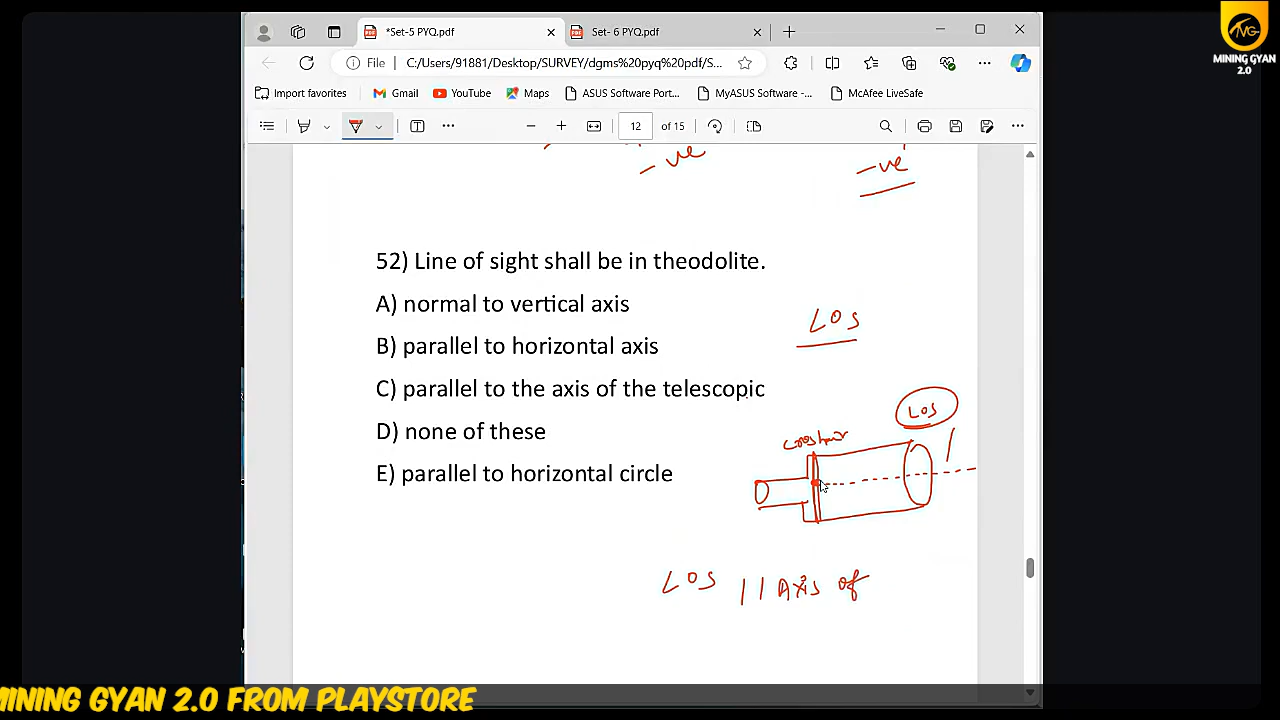 *Set-5 PYQ.pdf
Set- 6 PYQ.pdf
File
C:/Users/91881/Desktop/SURVEY/dgms%20pyq%20pdf/S...
Import favorites
Gmail
YouTube
Maps
ASUS Software Port...
MyASUS Software -...
McAfee LiveSafe
12 of 15
MINING GYAN
2.0
-ve
-ve
52) Line of sight shall be in theodolite.
A) normal to vertical axis
B) parallel to horizontal axis
C) parallel to the axis of the telescopic
D) none of these
E) parallel to horizontal circle
LOS
LOS
LOS || Axis of
MINING GYAN 2.0 FROM PLAYSTORE